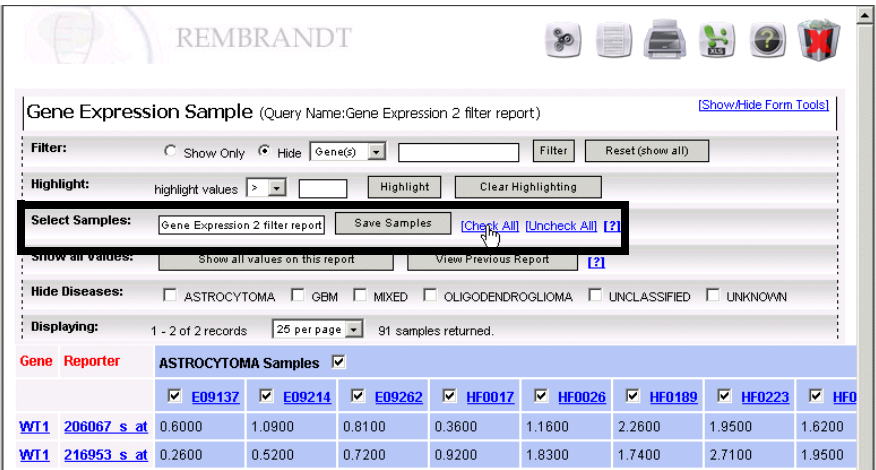 REMBRANDT
XLS
Gene Expression Sample (Query Name:Gene Expression 2 filter report)
[Show/Hide Form Tools]
Filter: Show Only Hide Gene(s) Filter Reset (show all)
Highlight: highlight values > Highlight Clear Highlighting
Select Samples: Gene Expression 2 filter report Save Samples [Check All] [Uncheck All] [?]
Show all Values: Show all values on this report View Previous Report [?]
Hide Diseases: ASTROCYTOMA GBM MIXED OLIGODENDROGLIOMA UNCLASSIFIED UNKNOWN
Displaying: 1 - 2 of 2 records 25 per page 91 samples returned.
Gene Reporter ASTROCYTOMA Samples
E09137 E09214 E09262 HF0017 HF0026 HF0189 HF0223 HF0
WT1 206067_s_at 0.6000 1.0900 0.8100 0.3600 1.1600 2.2600 1.9500 1.6200
WT1 216953_s_at 0.2600 0.5200 0.7200 0.9200 1.8300 1.7400 2.7100 1.9500